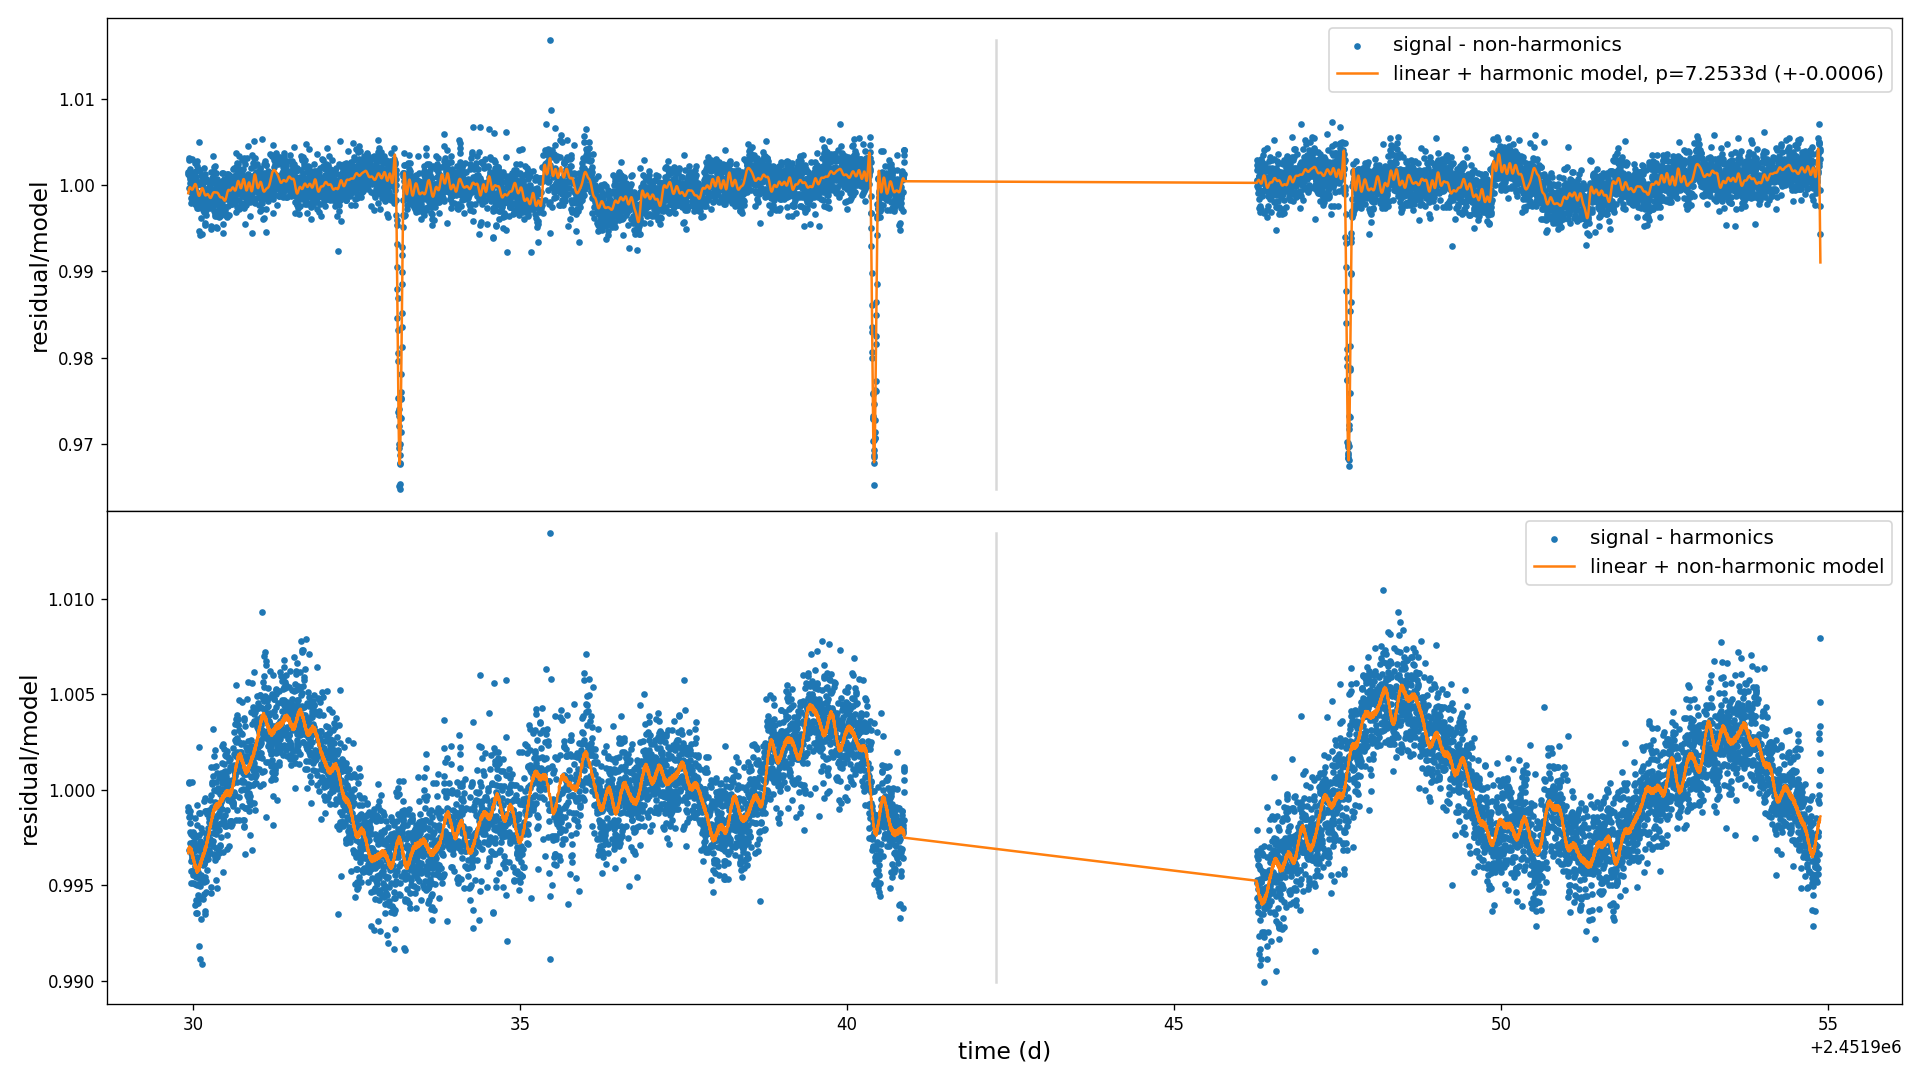 signal - non-harmonics
linear + harmonic model, p=7.2533d (+-0.0006)
residual/model
1.01
1.00
0.99
0.98
0.97
signal - harmonics
linear + non-harmonic model
residual/model
1.010
1.005
1.000
0.995
0.990
30 35 40 45 50 55
time (d)
+2.4519e6